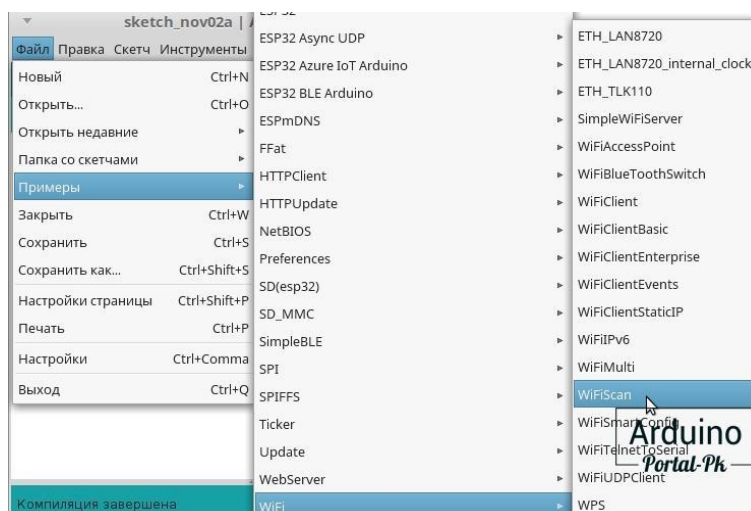 sketch_nov02a |
Файл Правка Скетч Инструменты
Новый Ctrl+N
Открыть... Ctrl+O
Открыть недавние
Папка со скетчами
Примеры
Закрыть Ctrl+W
Сохранить Ctrl+S
Сохранить как... Ctrl+Shift+S
Настройки страницы Ctrl+Shift+P
Печать Ctrl+P
Настройки Ctrl+Comma
Выход Ctrl+Q
Компиляция завершена
ESP32 Async UDP
ESP32 Azure IoT Arduino
ESP32 BLE Arduino
ESPmDNS
FFat
HTTPClient
HTTPUpdate
NetBIOS
Preferences
SD(esp32)
SD_MMC
SimpleBLE
SPI
SPIFFS
Ticker
Update
WebServer
WiFi
ETH_LAN8720
ETH_LAN8720_internal_clock
ETH_TLK110
SimpleWiFiServer
WiFiAccessPoint
WiFiBlueToothSwitch
WiFiClient
WiFiClientBasic
WiFiClientEnterprise
WiFiClientEvents
WiFiClientStaticIP
WiFiIPv6
WiFiMulti
WiFiScan
WiFiSmartConfig
WiFiTelnetToSerial
WiFiUDPClient
WPS
Arduino
Portal-Pk